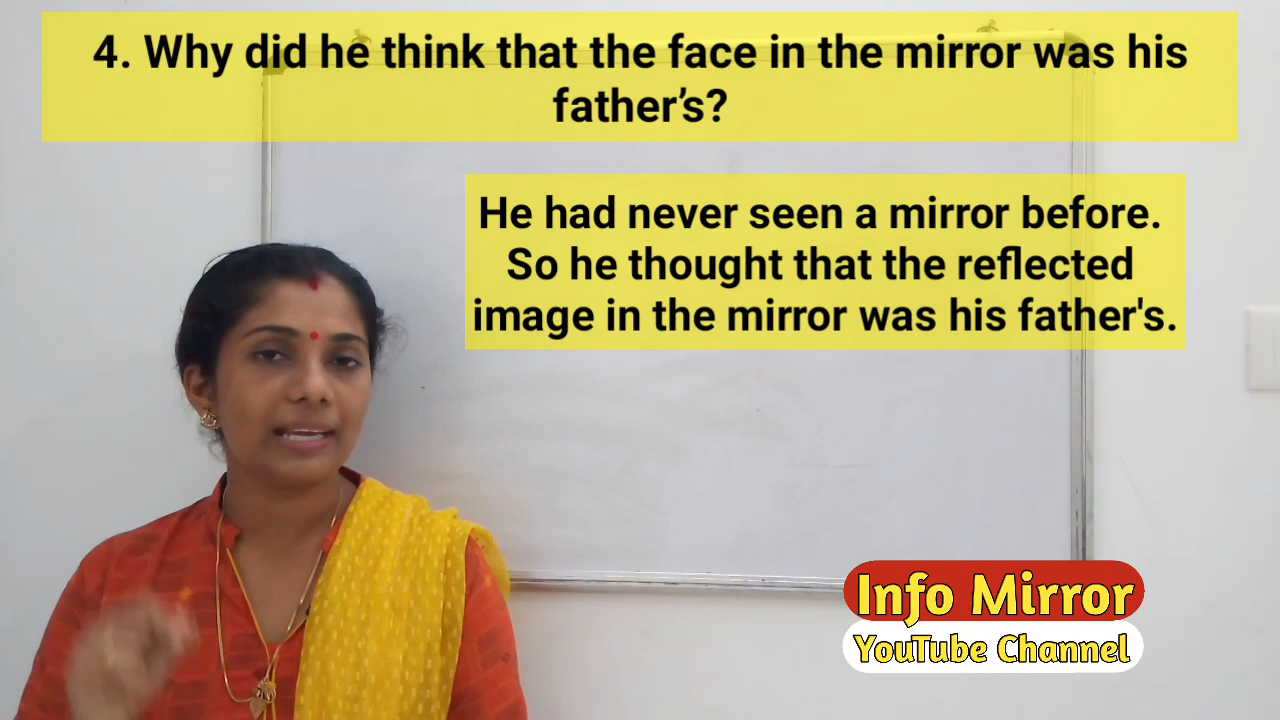 4. Why did he think that the face in the mirror was his
father’s?
He had never seen a mirror before.
So he thought that the reflected
image in the mirror was his father's.
Info Mirror
YouTube Channel